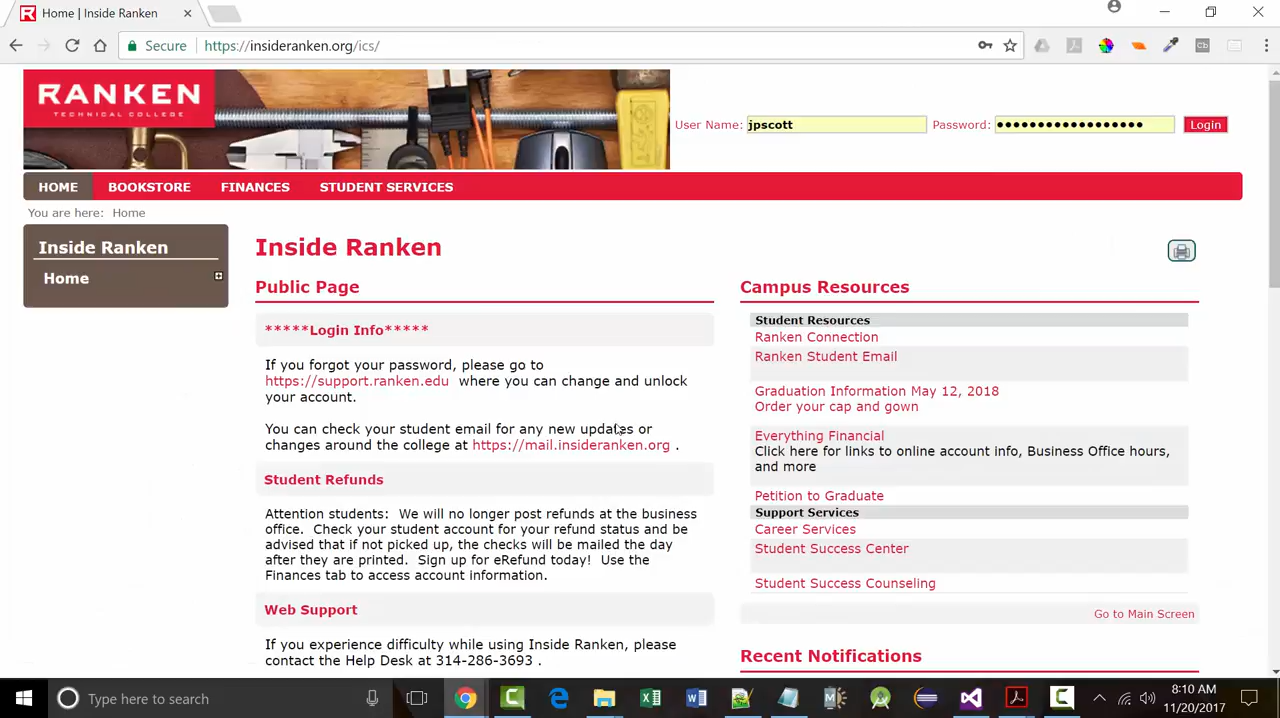 Home | Inside Ranken
Secure https://insideranken.org/ics/
RANKEN
TECHNICAL COLLEGE
User Name: jpscott Password: •••••••••••••••••• Login
HOME BOOKSTORE FINANCES STUDENT SERVICES
You are here: Home
Inside Ranken
Home
Inside Ranken
Public Page
*****Login Info*****
If you forgot your password, please go to
https://support.ranken.edu where you can change and unlock
your account.
You can check your student email for any new updates or
changes around the college at https://mail.insideranken.org .
Student Refunds
Attention students: We will no longer post refunds at the business
office. Check your student account for your refund status and be
advised that if not picked up, the checks will be mailed the day
after they are printed. Sign up for eRefund today! Use the
Finances tab to access account information.
Web Support
If you experience difficulty while using Inside Ranken, please
contact the Help Desk at 314-286-3693 .
Campus Resources
Student Resources
Ranken Connection
Ranken Student Email
Graduation Information May 12, 2018
Order your cap and gown
Everything Financial
Click here for links to online account info, Business Office hours,
and more
Petition to Graduate
Support Services
Career Services
Student Success Center
Student Success Counseling
Go to Main Screen
Recent Notifications
Type here to search
8:10 AM
11/20/2017